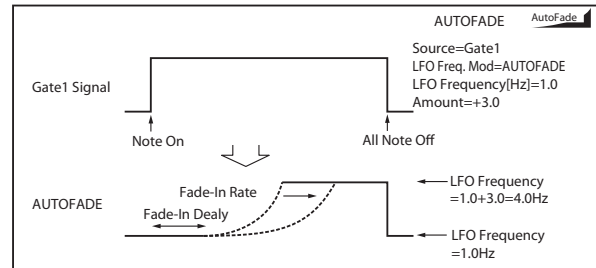 AUTOFADE
AutoFade
Source=Gate1
LFO Freq. Mod=AUTOFADE
LFO Frequency[Hz]=1.0
Amount=+3.0
Gate1 Signal
Note On
All Note Off
Fade-In Rate
LFO Frequency
=1.0+3.0=4.0Hz
AUTOFADE
Fade-In Dealy
LFO Frequency
=1.0Hz